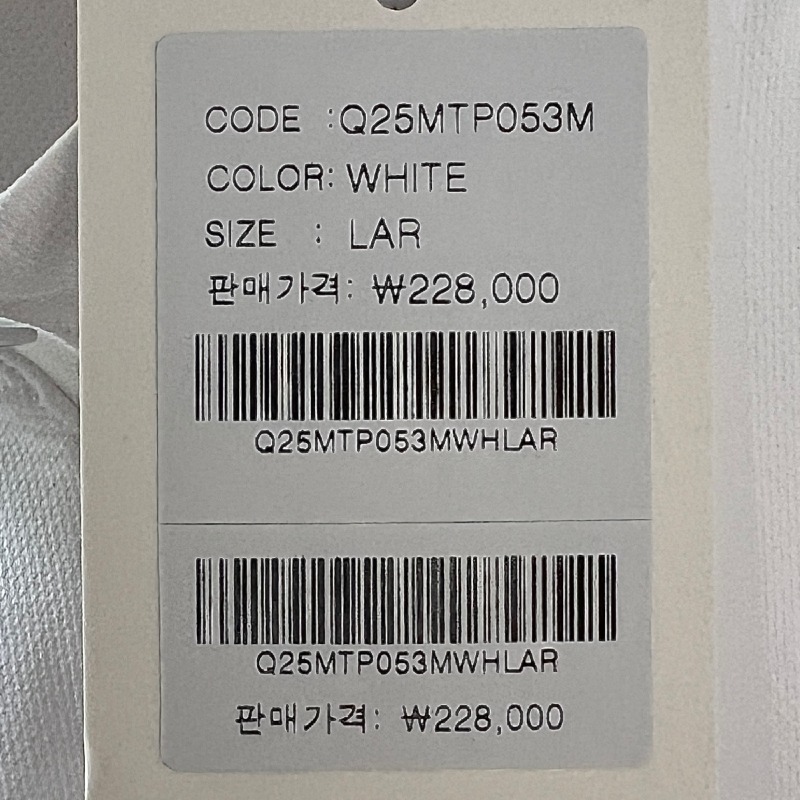 CODE :Q25MTP053M
COLOR: WHITE
SIZE : LAR
판매가격: ₩228,000
Q25MTP053MWHLAR
Q25MTP053MWHLAR
판매가격: ₩228,000